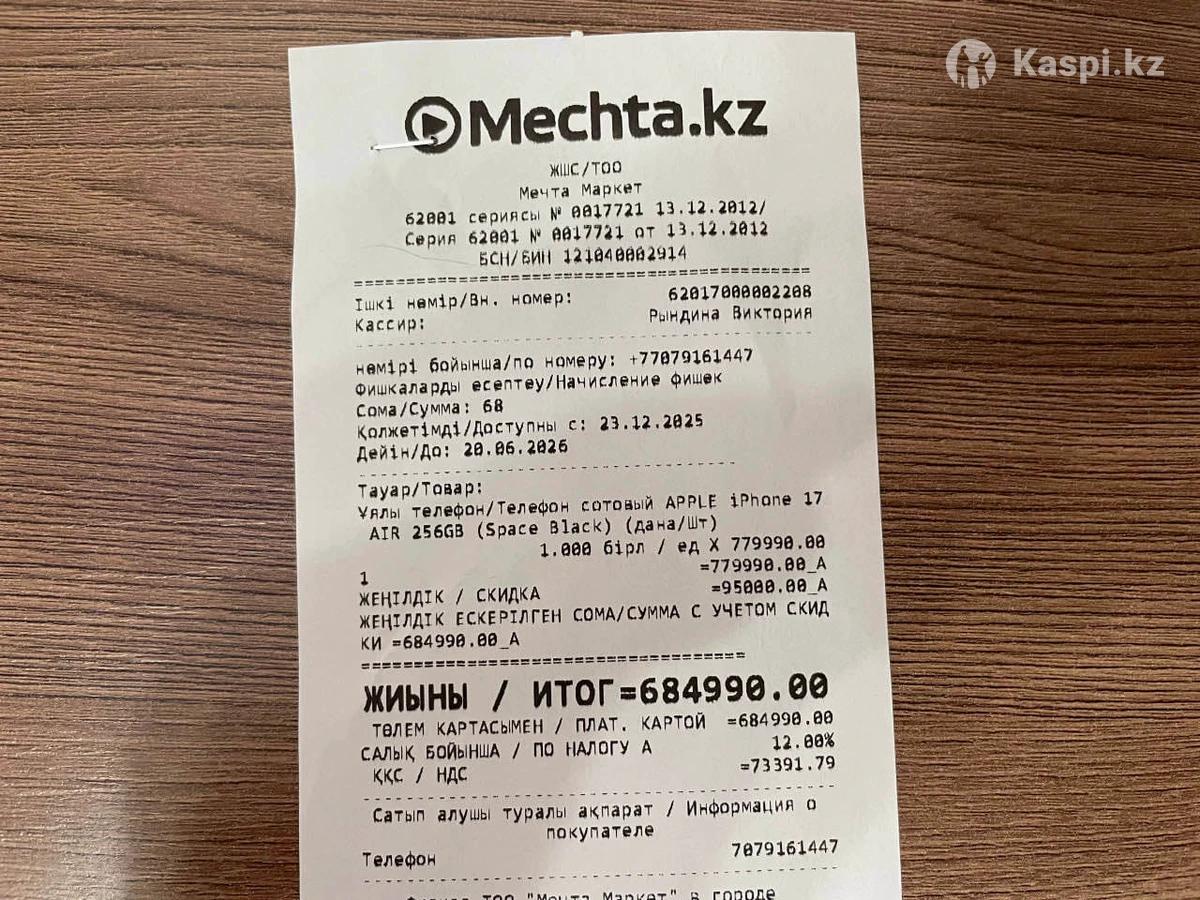 Kaspi.kz
Mechta.kz
ЖШС/ТОО
Мечта Маркет
62001 сериясы № 0017721 13.12.2012/
Серия 62001 № 0017721 от 13.12.2012
БСН/БИН 121040002914
Ішкі нөмір/Вн. номер: 62017000002208
Кассир: Рындина Виктория
нөмірі бойынша/по номеру: +77079161447
Фишкаларды есептеу/Начисление фишек
Сома/Сумма: 68
Қолжетімді/Доступны с: 23.12.2025
Дейін/До: 20.06.2026
Тауар/Товар:
Ұялы телефон/Телефон сотовый APPLE iPhone 17
AIR 256GB (Space Black) (дана/Шт)
1.000 бірл / ед X 779990.00
1 =779990.00_А
ЖЕҢІЛДІК / СКИДКА =95000.00_А
ЖЕҢІЛДІК ЕСКЕРІЛГЕН СОМА/СУММА С УЧЕТОМ СКИД
КИ =684990.00_А
ЖИЫНЫ / ИТОГ=684990.00
ТӨЛЕМ КАРТАСЫМЕН / ПЛАТ. КАРТОЙ =684990.00
САЛЫҚ БОЙЫНША / ПО НАЛОГУ А 12.00%
ҚҚС / НДС =73391.79
Сатып алушы туралы ақпарат / Информация о
покупателе
Телефон 7079161447
Филиал ТОО "Мечта Маркет" в городе